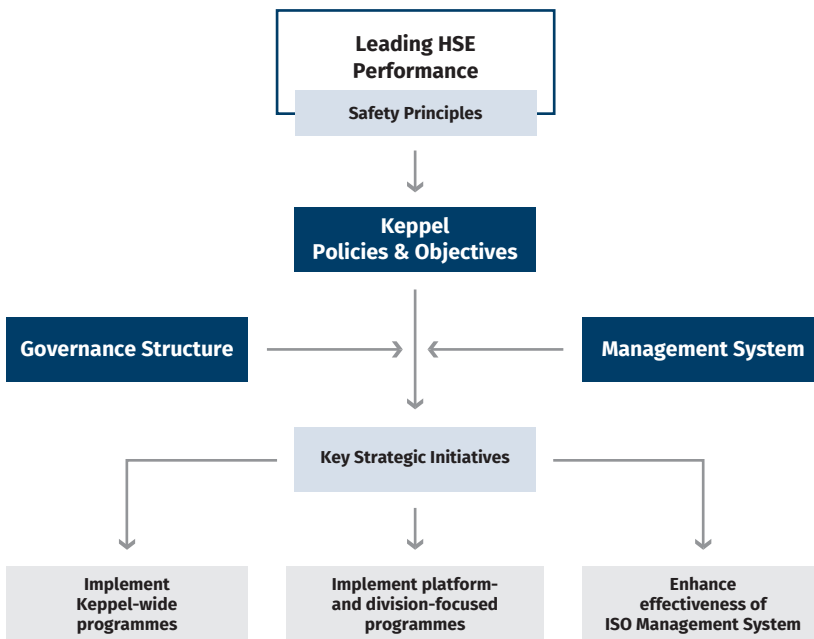 Leading HSE
Performance
Safety Principles
Keppel
Policies & Objectives
Governance Structure
Management System
Key Strategic Initiatives
Implement
Keppel-wide
programmes
Implement platform-
and division-focused
programmes
Enhance
effectiveness of
ISO Management System